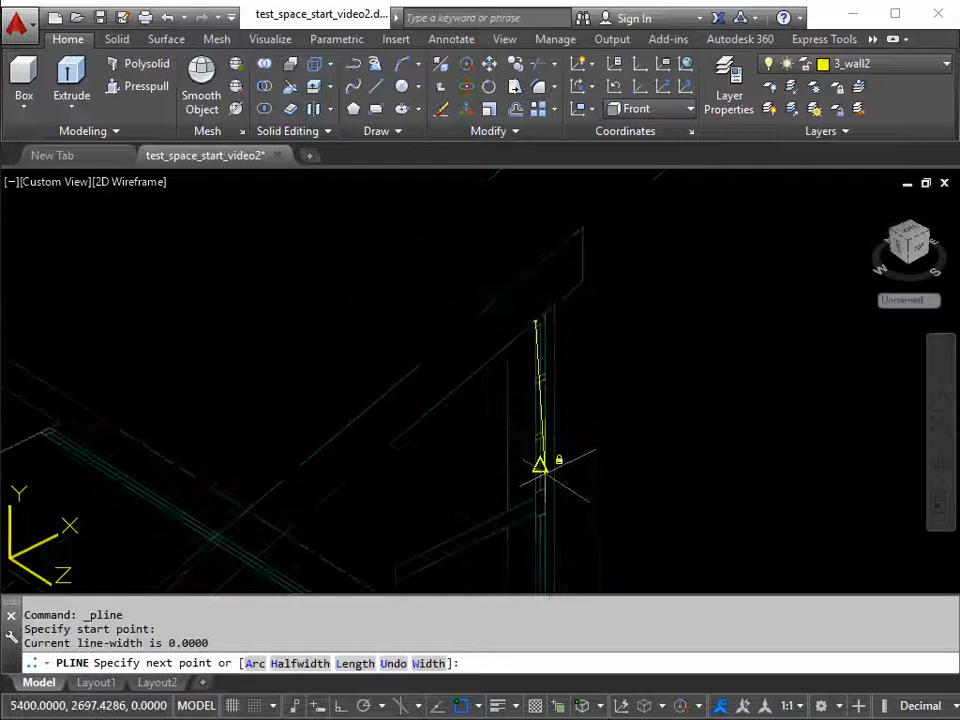 test_space_start_video2.d...
Type a keyword or phrase
Sign In
Home Solid Surface Mesh Visualize Parametric Insert Annotate View Manage Output Add-ins Autodesk 360 Express Tools
Box
Extrude
Polysolid
Presspull
Smooth Object
Front
Layer Properties
3_wall2
Modeling Mesh Solid Editing Draw Modify Coordinates Layers
New Tab test_space_start_video2*
[−][Custom View][2D Wireframe]
TOP
W S
Unnamed
Y
X
Z
Command: _pline
Specify start point:
Current line-width is 0.0000
PLINE Specify next point or [Arc Halfwidth Length Undo Width]:
Model Layout1 Layout2 +
5400.0000, 2697.4286, 0.0000 MODEL 1:1 Decimal